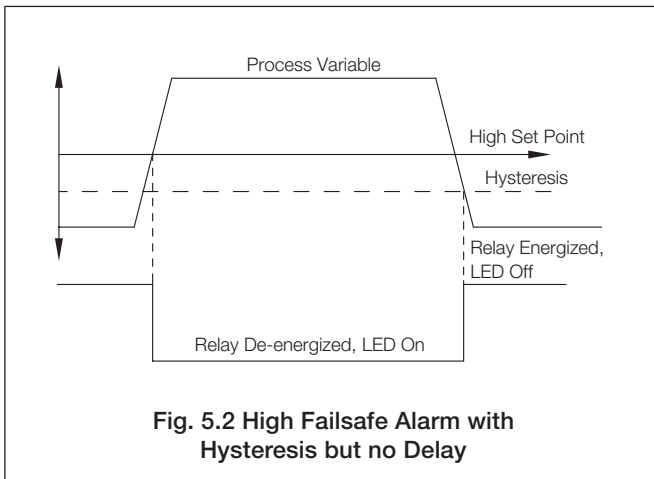 Process Variable
High Set Point
Hysteresis
Relay Energized,
LED Off
Relay De-energized, LED On
Fig. 5.2 High Failsafe Alarm with
Hysteresis but no Delay